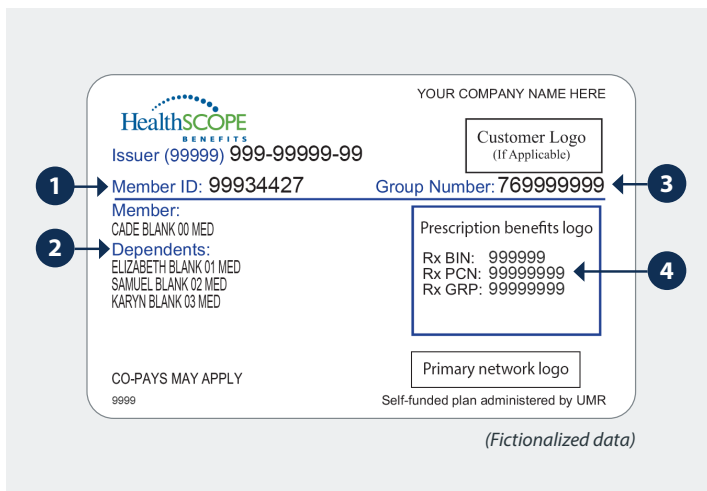 YOUR COMPANY NAME HERE
HealthSCOPE
BENEFITS
Customer Logo
(If Applicable)
Issuer (99999) 999-99999-99
1
Member ID: 99934427
Group Number: 769999999
3
Member:
CADE BLANK 00 MED
2
Dependents:
ELIZABETH BLANK 01 MED
SAMUEL BLANK 02 MED
KARYN BLANK 03 MED
Prescription benefits logo
Rx BIN: 999999
Rx PCN: 99999999
Rx GRP: 99999999
4
Primary network logo
CO-PAYS MAY APPLY
9999
Self-funded plan administered by UMR
(Fictionalized data)